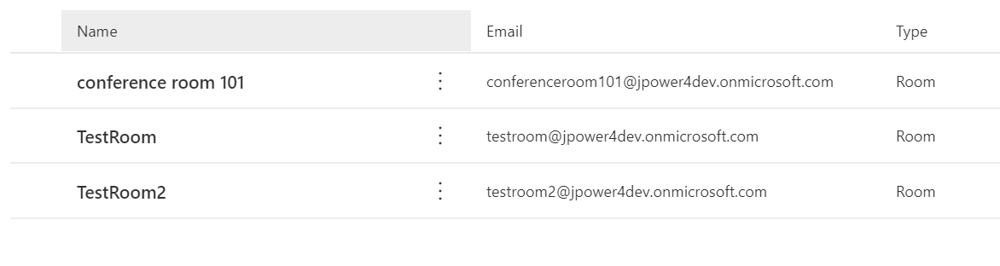 Name Email Type
conference room 101 conferenceroom101@jpower4dev.onmicrosoft.com Room
TestRoom testroom@jpower4dev.onmicrosoft.com Room
TestRoom2 testroom2@jpower4dev.onmicrosoft.com Room